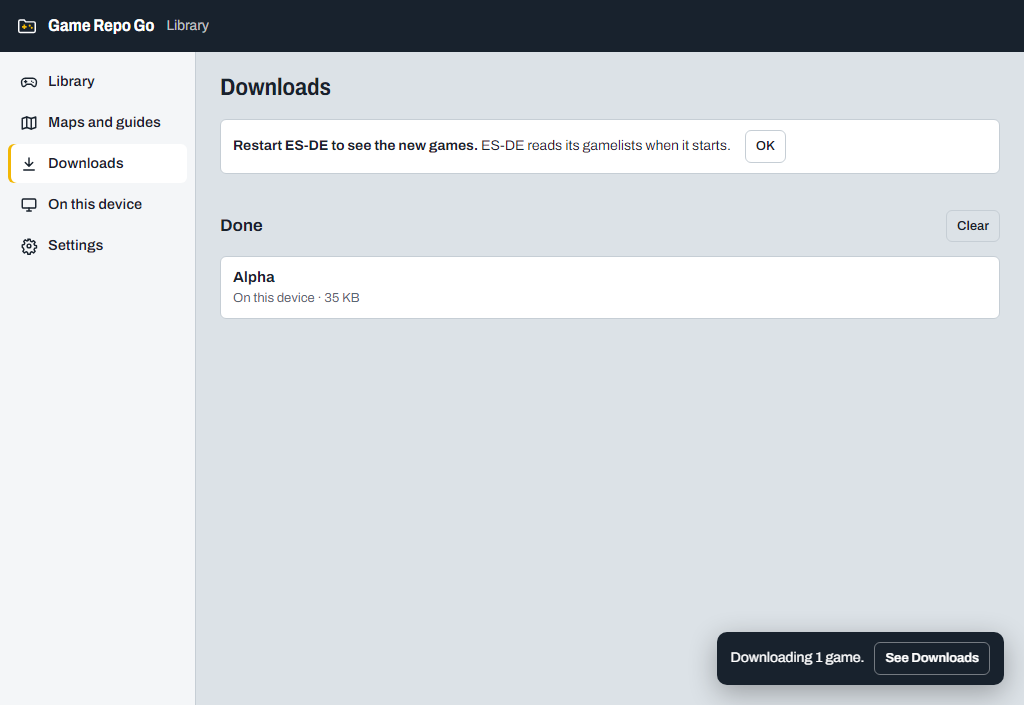 Game Repo Go Library
Library
Maps and guides
Downloads
On this device
Settings
Downloads
Restart ES-DE to see the new games. ES-DE reads its gamelists when it starts. OK
Done Clear
Alpha
On this device · 35 KB
Downloading 1 game. See Downloads